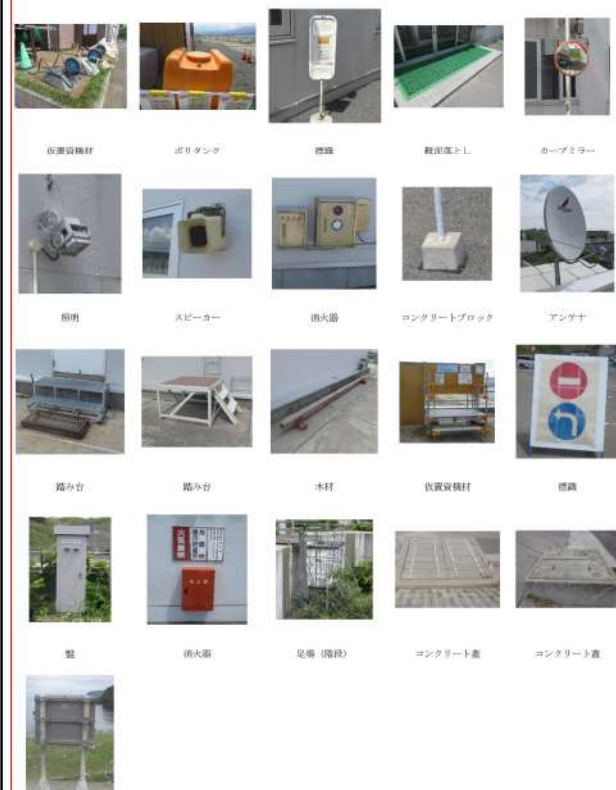 仮置資機材
ポリタンク
標識
靴泥落とし
カーブミラー
照明
スピーカー
消火器
コンクリートブロック
アンテナ
踏み台
踏み台
木材
仮置資機材
標識
火気厳禁
盤
消火器
足場（階段）
コンクリート蓋
コンクリート蓋